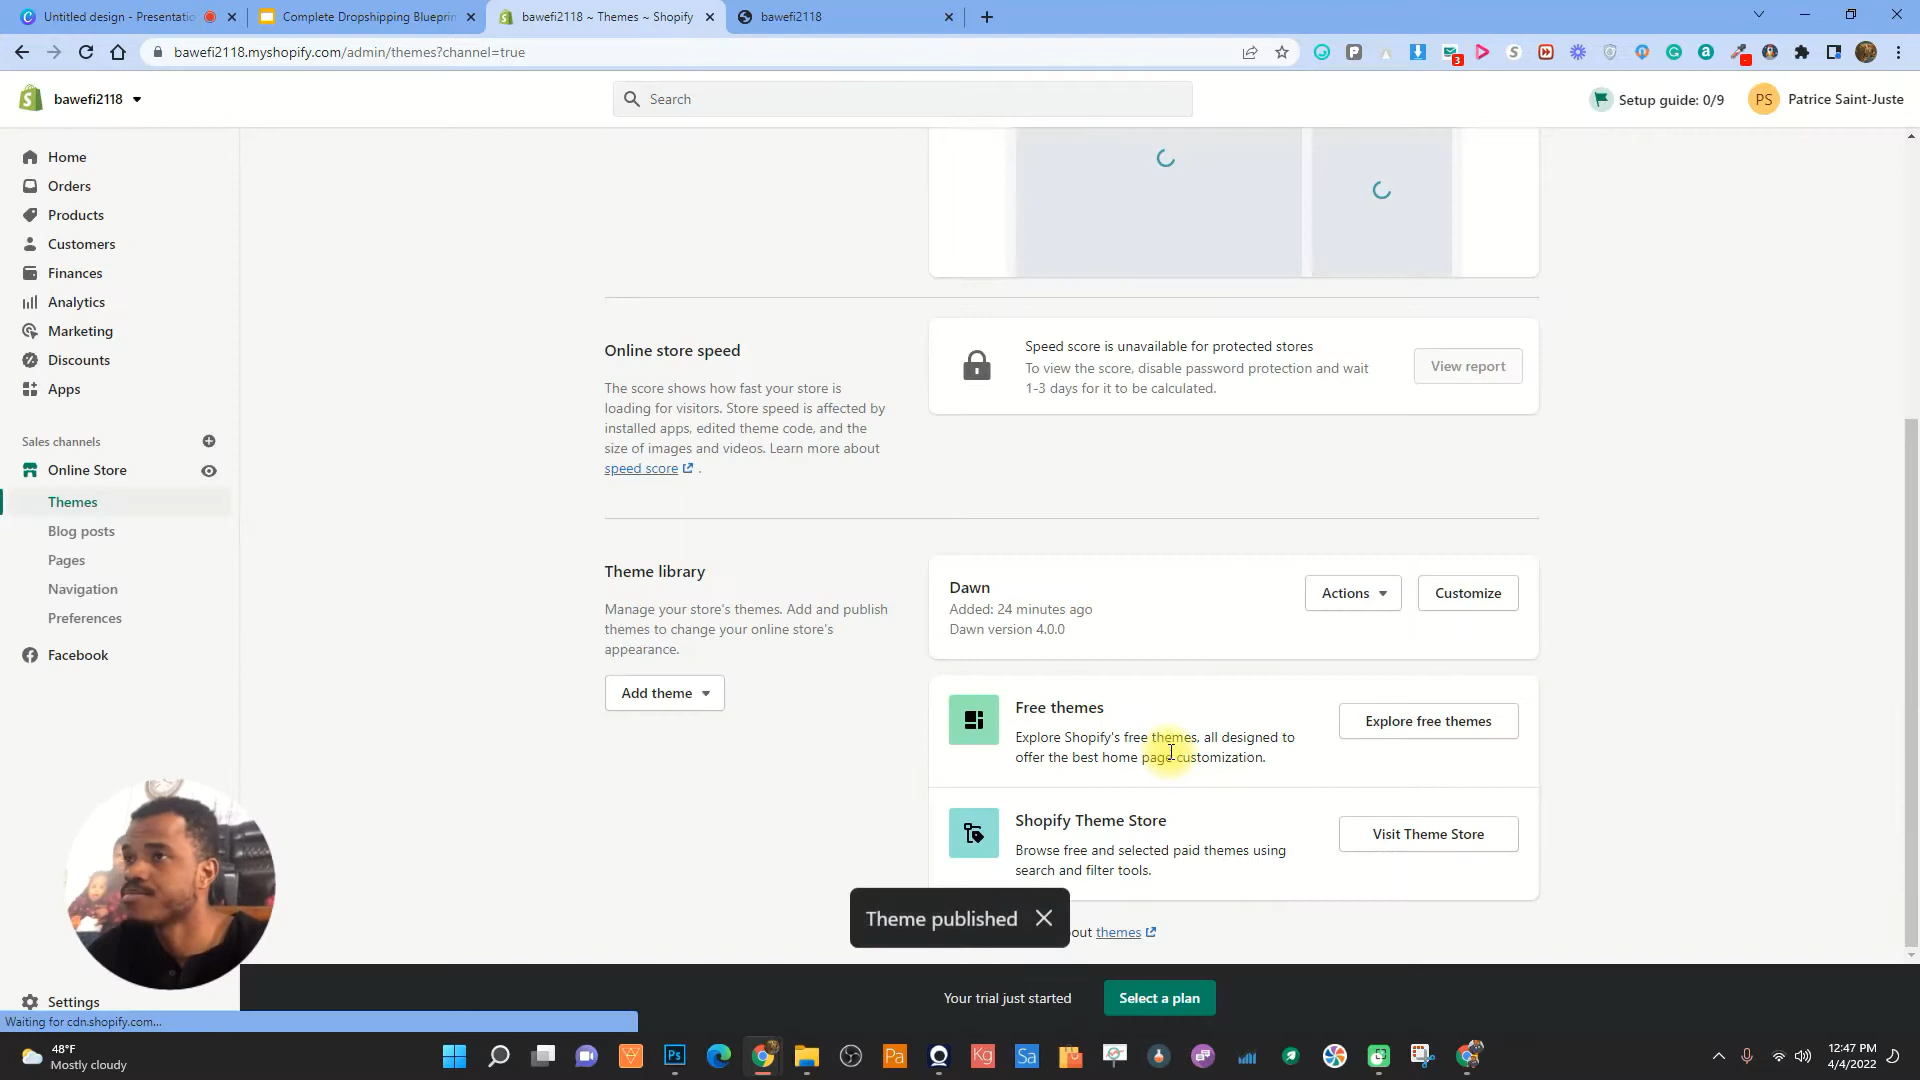 Untitled design - Presentatio
Complete Dropshipping Blueprin
bawefi2118 ~ Themes ~ Shopify
bawefi2118
bawefi2118.myshopify.com/admin/themes?channel=true
3
bawefi2118
Search
Setup guide: 0/9
PS
Patrice Saint-Juste
Home
Orders
Products
Customers
Finances
Analytics
Marketing
Discounts
Apps
Sales channels
Online Store
Themes
Blog posts
Pages
Navigation
Preferences
Facebook
Settings
Online store speed
The score shows how fast your store is
loading for visitors. Store speed is affected by
installed apps, edited theme code, and the
size of images and videos. Learn more about
speed score .
Speed score is unavailable for protected stores
To view the score, disable password protection and wait
1-3 days for it to be calculated.
View report
Theme library
Manage your store's themes. Add and publish
themes to change your online store's
appearance.
Add theme
Dawn
Added: 24 minutes ago
Dawn version 4.0.0
Actions
Customize
Free themes
Explore Shopify's free themes, all designed to
offer the best home page customization.
Explore free themes
Shopify Theme Store
Browse free and selected paid themes using
search and filter tools.
Visit Theme Store
Theme published
out themes
Your trial just started
Select a plan
Waiting for cdn.shopify.com...
48°F
Mostly cloudy
Ps
Pa
Kg
Sa
12:47 PM
4/4/2022